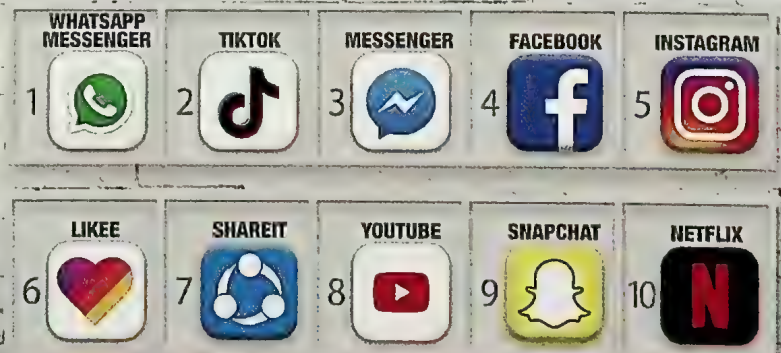 WHATSAPP
MESSENGER
TIKTOK
MESSENGER
FACEBOOK
INSTAGRAM
1
2
3
4
5
LIKEE
SHAREIT
YOUTUBE
SNAPCHAT
NETFLIX
6
7
8
9
10